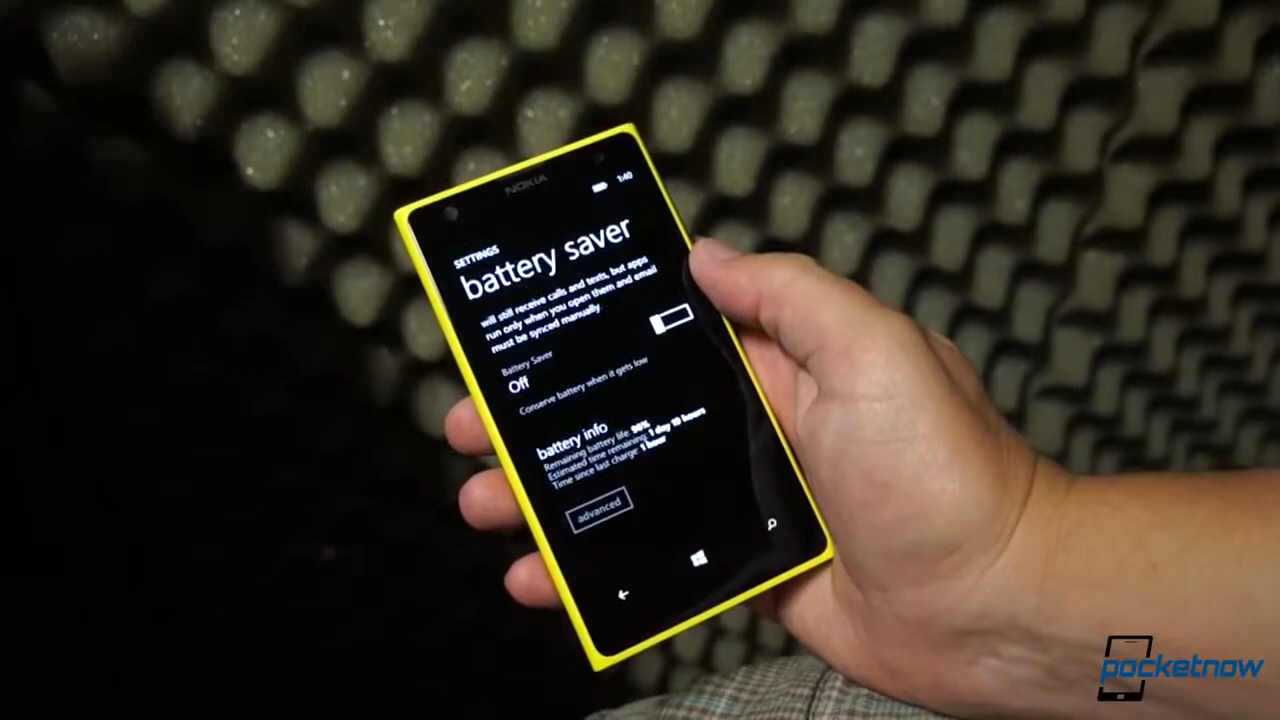 NOKIA
1:40
SETTINGS
battery saver
will still receive calls and texts, but apps
run only when you open them and email
must be synced manually.
Battery Saver
Off
Conserve battery when it gets low
battery info
Remaining battery life: 96%
Estimated time remaining: 1 day 19 hours
Time since last charge: 1 hour
advanced
pocketnow